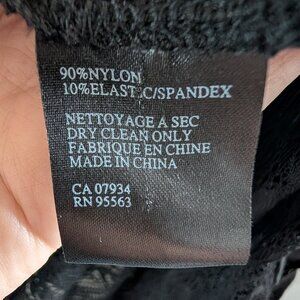 90%NYLON
10%ELASTIC/SPANDEX
NETTOYAGE A SEC
DRY CLEAN ONLY
FABRIQUE EN CHINE
MADE IN CHINA
CA 07934
RN 95563